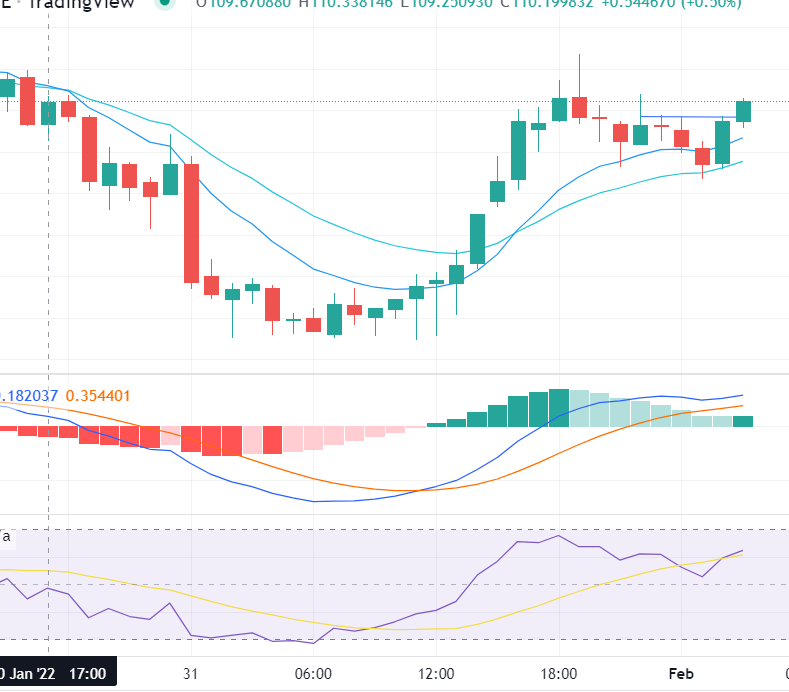 E · TradingView O109.670880 H110.338146 L109.250930 C110.199832 +0.544670 (+0.50%)
.182037 0.354401
a
0 Jan '22 17:00 31 06:00 12:00 18:00 Feb